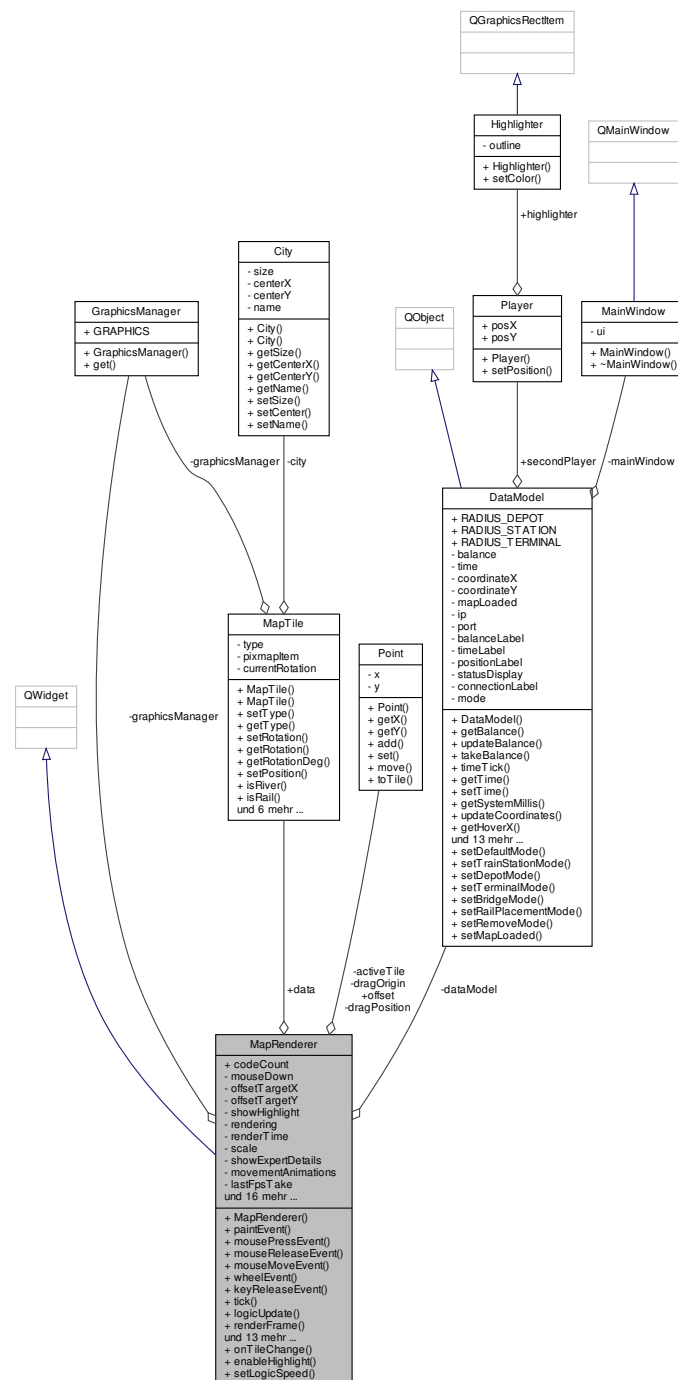 QGraphicsRectItem
Highlighter
- outline
+ Highlighter()
+ setColor()
QMainWindow
+highlighter
City
- size
- centerX
- centerY
- name
+ City()
+ City()
+ getSize()
+ getCenterX()
+ getCenterY()
+ getName()
+ setSize()
+ setCenter()
+ setName()
GraphicsManager
+ GRAPHICS
+ GraphicsManager()
+ get()
QObject
Player
+ posX
+ posY
+ Player()
+ setPosition()
MainWindow
- ui
+ MainWindow()
+ ~MainWindow()
-graphicsManager
-city
+secondPlayer
-mainWindow
DataModel
+ RADIUS_DEPOT
+ RADIUS_STATION
+ RADIUS_TERMINAL
- balance
- time
- coordinateX
- coordinateY
- mapLoaded
- ip
- port
- balanceLabel
- timeLabel
- positionLabel
- statusDisplay
- connectionLabel
- mode
+ DataModel()
+ getBalance()
+ updateBalance()
+ takeBalance()
+ timeTick()
+ getTime()
+ setTime()
+ getSystemMillis()
+ updateCoordinates()
+ getHoverX()
und 13 mehr ...
+ setDefaultMode()
+ setTrainStationMode()
+ setDepotMode()
+ setTerminalMode()
+ setBridgeMode()
+ setRailPlacementMode()
+ setRemoveMode()
+ setMapLoaded()
MapTile
- type
- pixmapItem
- currentRotation
+ MapTile()
+ MapTile()
+ setType()
+ getType()
+ setRotation()
+ getRotation()
+ getRotationDeg()
+ setPosition()
+ isRiver()
+ isRail()
und 6 mehr ...
Point
- x
- y
+ Point()
+ getX()
+ getY()
+ add()
+ set()
+ move()
+ toTile()
QWidget
-graphicsManager
+data
-activeTile
-dragOrigin
+offset
-dragPosition
-dataModel
MapRenderer
+ codeCount
- mouseDown
- offsetTargetX
- offsetTargetY
- showHighlight
- rendering
- renderTime
- scale
- showExpertDetails
- movementAnimations
- lastFpsTake
und 16 mehr ...
+ MapRenderer()
+ paintEvent()
+ mousePressEvent()
+ mouseReleaseEvent()
+ mouseMoveEvent()
+ wheelEvent()
+ keyReleaseEvent()
+ tick()
+ logicUpdate()
+ renderFrame()
und 13 mehr ...
+ onTileChange()
+ enableHighlight()
+ setLogicSpeed()